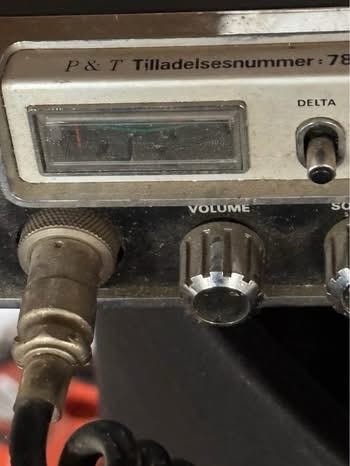 P & T Tilladelsesnummer: 78
DELTA
VOLUME